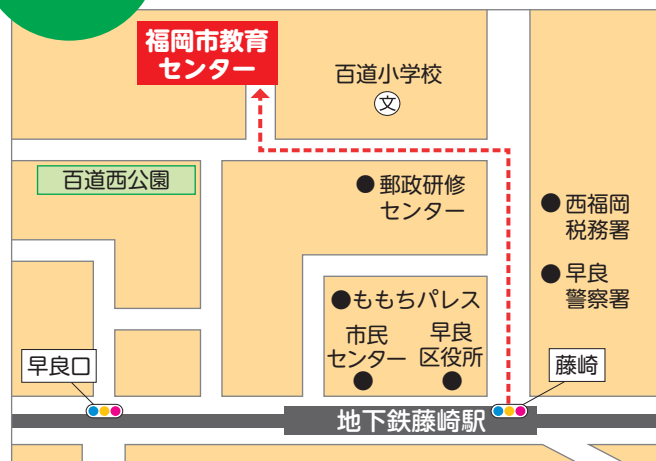 福岡市教育
センター
百道小学校
文
百道西公園
郵政研修
センター
西福岡
税務署
早良
警察署
ももちパレス
市民
センター
早良
区役所
早良口
藤崎
地下鉄藤崎駅